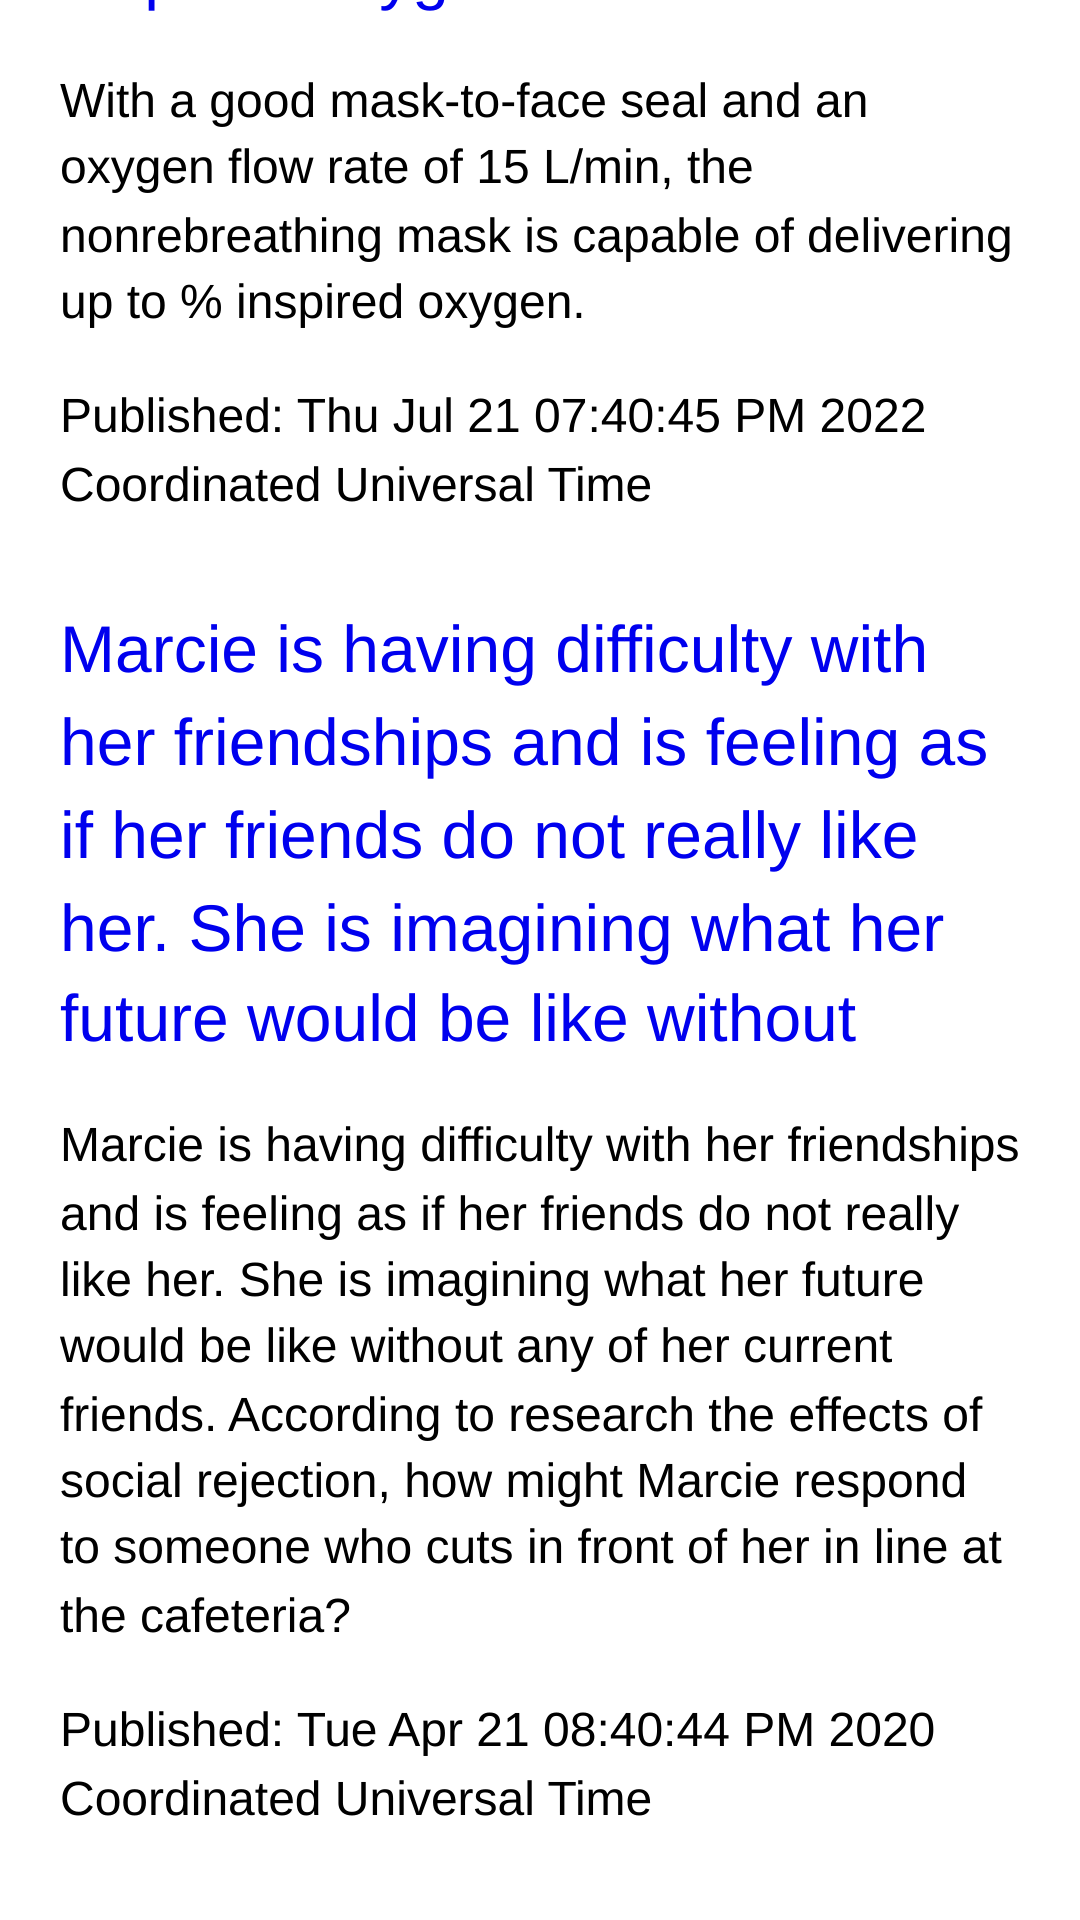 With a good mask-to-face seal and an
oxygen flow rate of 15 L/min, the
nonrebreathing mask is capable of delivering
up to % inspired oxygen.
Published: Thu Jul 21 07:40:45 PM 2022
Coordinated Universal Time
Marcie is having difficulty with
her friendships and is feeling as
if her friends do not really like
her. She is imagining what her
future would be like without
Marcie is having difficulty with her friendships
and is feeling as if her friends do not really
like her. She is imagining what her future
would be like without any of her current
friends. According to research the effects of
social rejection, how might Marcie respond
to someone who cuts in front of her in line at
the cafeteria?
Published: Tue Apr 21 08:40:44 PM 2020
Coordinated Universal Time